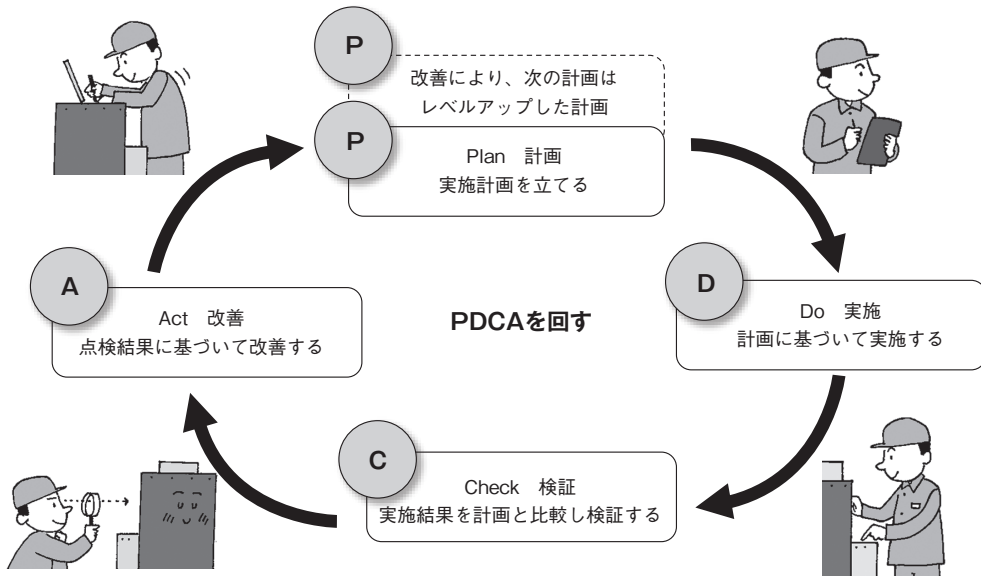 P
改善により、次の計画は
レベルアップした計画
P
Plan　計画
実施計画を立てる
D
Do　実施
計画に基づいて実施する
PDCAを回す
A
Act　改善
点検結果に基づいて改善する
C
Check　検証
実施結果を計画と比較し検証する